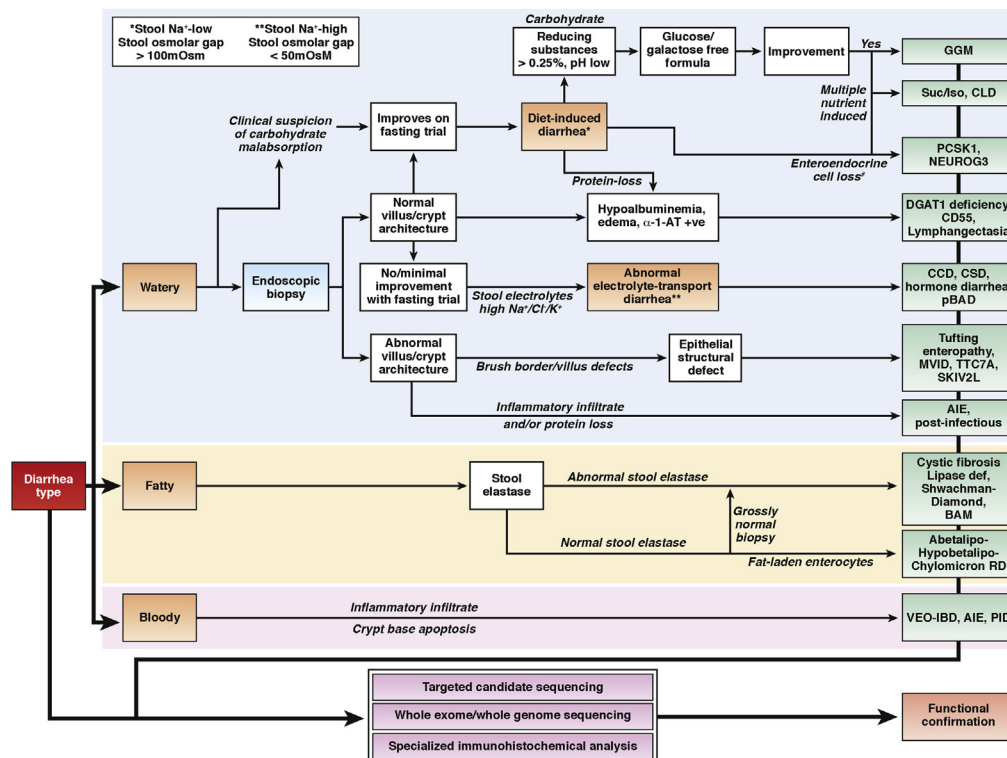 *Stool Na⁺-low
Stool osmolar gap
> 100mOsm
**Stool Na⁺-high
Stool osmolar gap
< 50mOsM
Carbohydrate
Reducing
substances
> 0.25%, pH low
Glucose/
galactose free
formula
Improvement
Yes
GGM
Multiple
nutrient
induced
Suc/Iso, CLD
Clinical suspicion
of carbohydrate
malabsorption
Improves on
fasting trial
Diet-induced
diarrhea*
Enteroendocrine
cell loss#
PCSK1,
NEUROG3
Protein-loss
Normal
villus/crypt
architecture
Hypoalbuminemia,
edema, α-1-AT +ve
DGAT1 deficiency
CD55,
Lymphangectasia
Watery
Endoscopic
biopsy
No/minimal
improvement
with fasting trial
Stool electrolytes
high Na⁺/Cl⁻/K⁺
Abnormal
electrolyte-transport
diarrhea**
CCD, CSD,
hormone diarrhea
pBAD
Abnormal
villus/crypt
architecture
Brush border/villus defects
Epithelial
structural
defect
Tufting
enteropathy,
MVID, TTC7A,
SKIV2L
Inflammatory infiltrate
and/or protein loss
AIE,
post-infectious
Diarrhea
type
Fatty
Stool
elastase
Abnormal stool elastase
Cystic fibrosis
Lipase def,
Shwachman-
Diamond,
BAM
Grossly
normal
biopsy
Normal stool elastase
Fat-laden enterocytes
Abetalipo-
Hypobetalipo-
Chylomicron RD
Bloody
Inflammatory infiltrate
Crypt base apoptosis
VEO-IBD, AIE, PID
Targeted candidate sequencing
Whole exome/whole genome sequencing
Specialized immunohistochemical analysis
Functional
confirmation